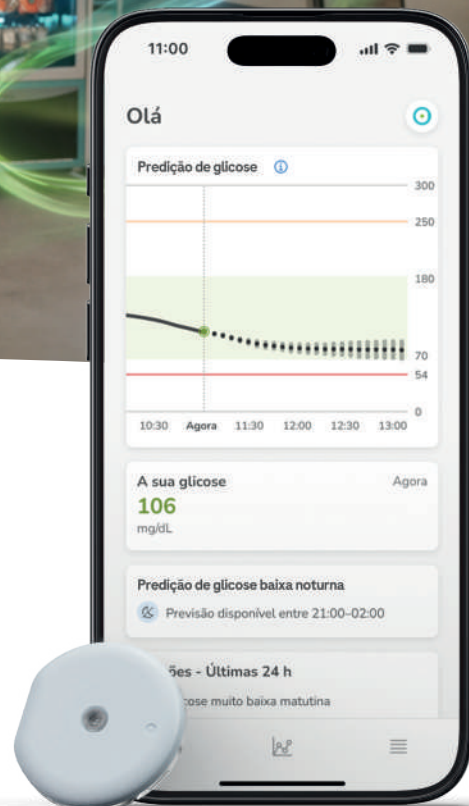 11:00
Olá
Predição de glicose
300
250
180
70
54
0
10:30 Agora 11:30 12:00 12:30 13:00
A sua glicose Agora
106
mg/dL
Predição de glicose baixa noturna
Previsão disponível entre 21:00-02:00
ões - Últimas 24 h
cose muito baixa matutina